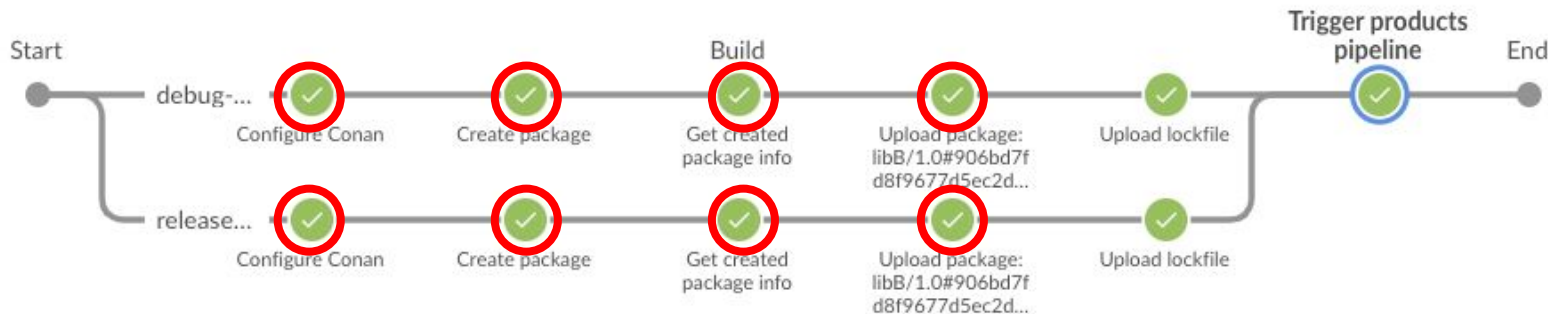 Start
Build
Trigger products
pipeline
End
debug-...
Configure Conan
Create package
Get created
package info
Upload package:
libB/1.0#906bd7f
d8f9677d5ec2d...
Upload lockfile
release...
Configure Conan
Create package
Get created
package info
Upload package:
libB/1.0#906bd7f
d8f9677d5ec2d...
Upload lockfile